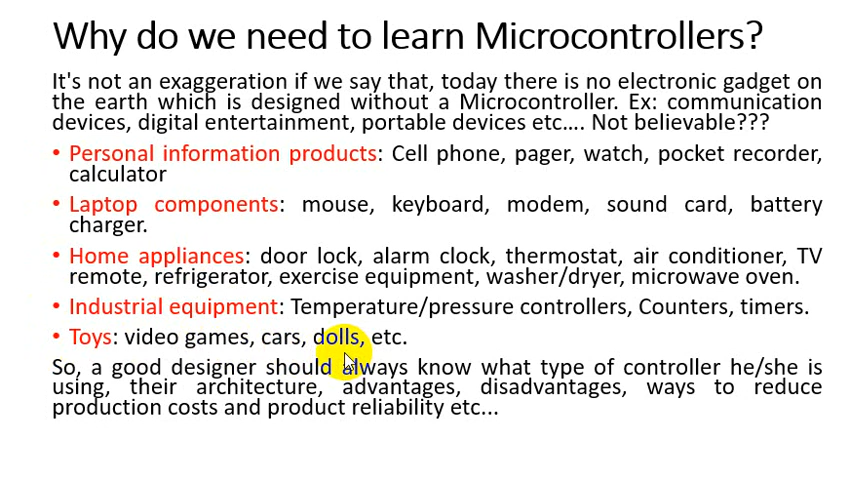 Why do we need to learn Microcontrollers?
It's not an exaggeration if we say that, today there is no electronic gadget on
the earth which is designed without a Microcontroller. Ex: communication
devices, digital entertainment, portable devices etc.... Not believable???
• Personal information products: Cell phone, pager, watch, pocket recorder,
calculator
• Laptop components: mouse, keyboard, modem, sound card, battery
charger.
• Home appliances: door lock, alarm clock, thermostat, air conditioner, TV
remote, refrigerator, exercise equipment, washer/dryer, microwave oven.
• Industrial equipment: Temperature/pressure controllers, Counters, timers.
• Toys: video games, cars, dolls, etc.
So, a good designer should always know what type of controller he/she is
using, their architecture, advantages, disadvantages, ways to reduce
production costs and product reliability etc...